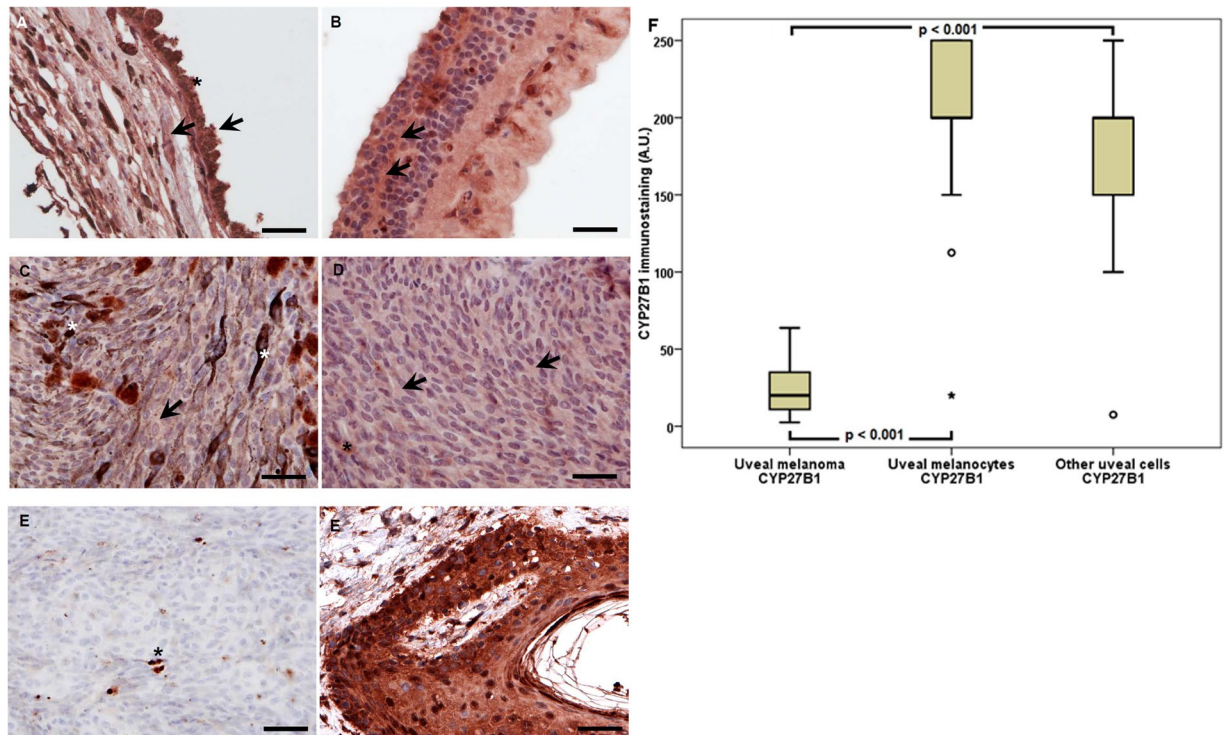 A
B
F
p < 0.001
250
200
150
100
50
0
CYP27B1 immunostaining (A.U.)
p < 0.001
Uveal melanoma
CYP27B1
Uveal melanocytes
CYP27B1
Other uveal cells
CYP27B1
C
D
E
E